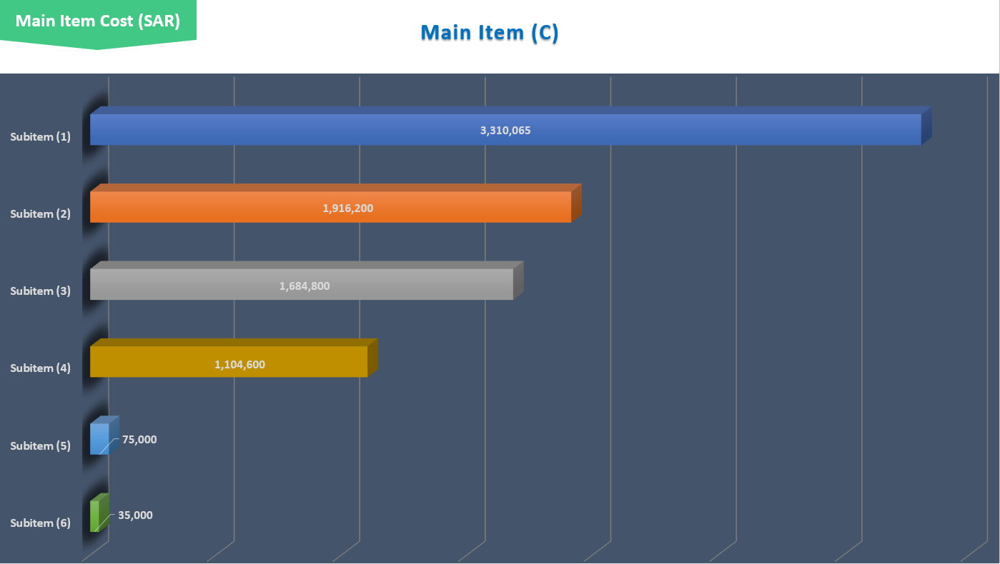 Main Item Cost (SAR)
Main Item (C)
Subitem (1)
3,310,065
Subitem (2)
1,916,200
Subitem (3)
1,684,800
Subitem (4)
1,104,600
Subitem (5)
75,000
Subitem (6)
35,000